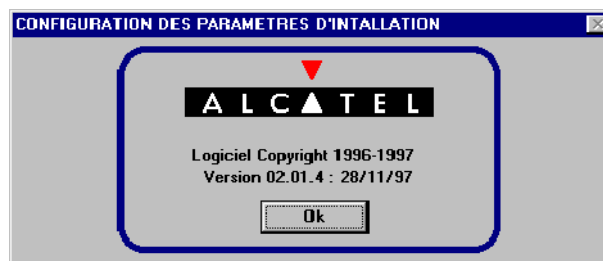 CONFIGURATION DES PARAMETRES D'INTALLATION
ALCATEL
Logiciel Copyright 1996-1997
Version 02.01.4 : 28/11/97
Ok